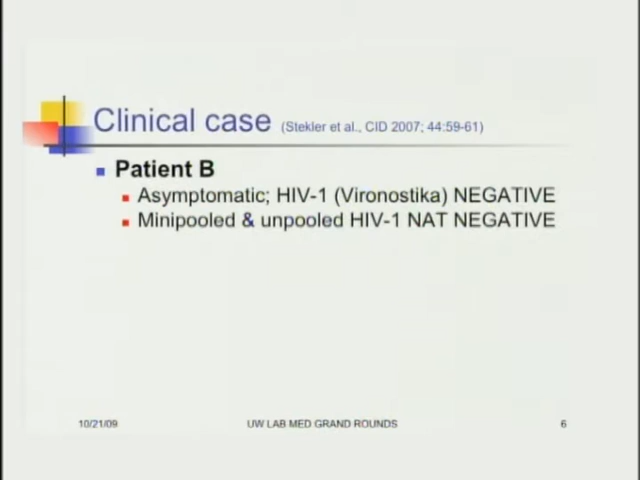 Clinical case (Stekler et al., CID 2007; 44:59-61)
Patient B
Asymptomatic; HIV-1 (Vironostika) NEGATIVE
Minipooled & unpooled HIV-1 NAT NEGATIVE
10/21/09 UW LAB MED GRAND ROUNDS 6